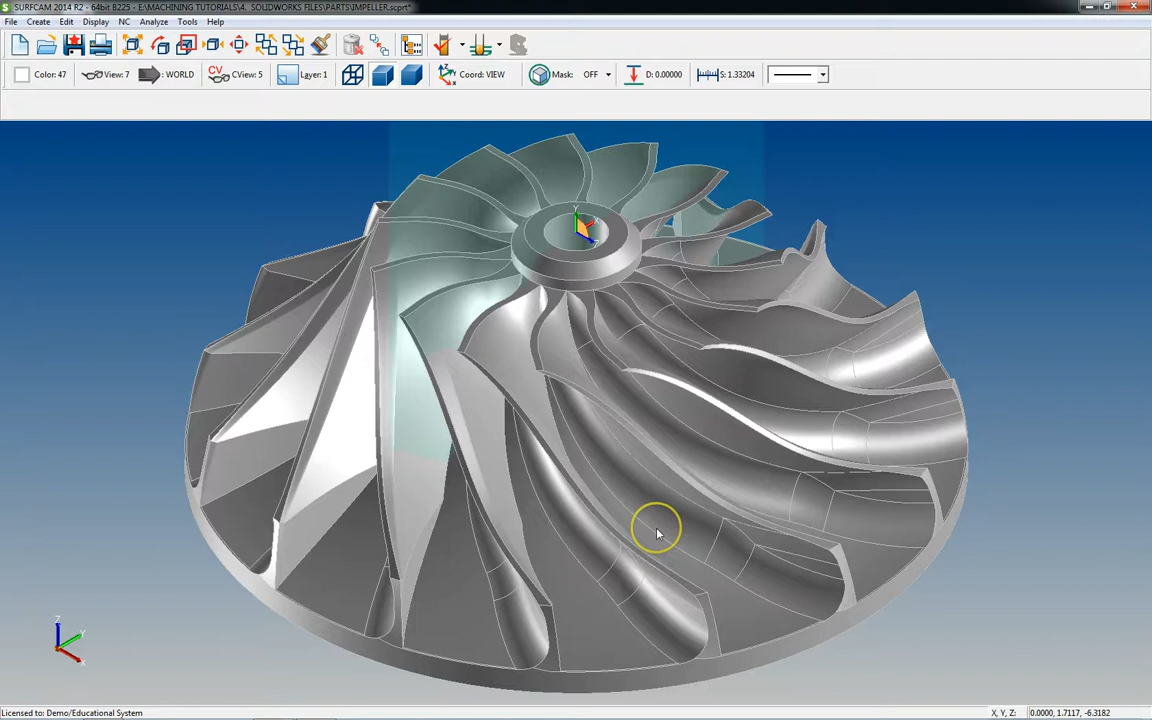 SURFCAM 2014 R2 - 64bit B225 - E:\MACHINING TUTORIALS\4. SOLIDWORKS FILES\PARTS\IMPELLER.scprt*
File Create Edit Display NC Analyze Tools Help
Color: 47 View: 7 : WORLD CV CView: 5 Layer: 1 Coord: VIEW Mask: OFF D: 0.00000 S: 1.33204
Y
X
Z
Z
Y
X
Licensed to: Demo/Educational System X, Y, Z: 0.0000, 1.7117, -6.3182